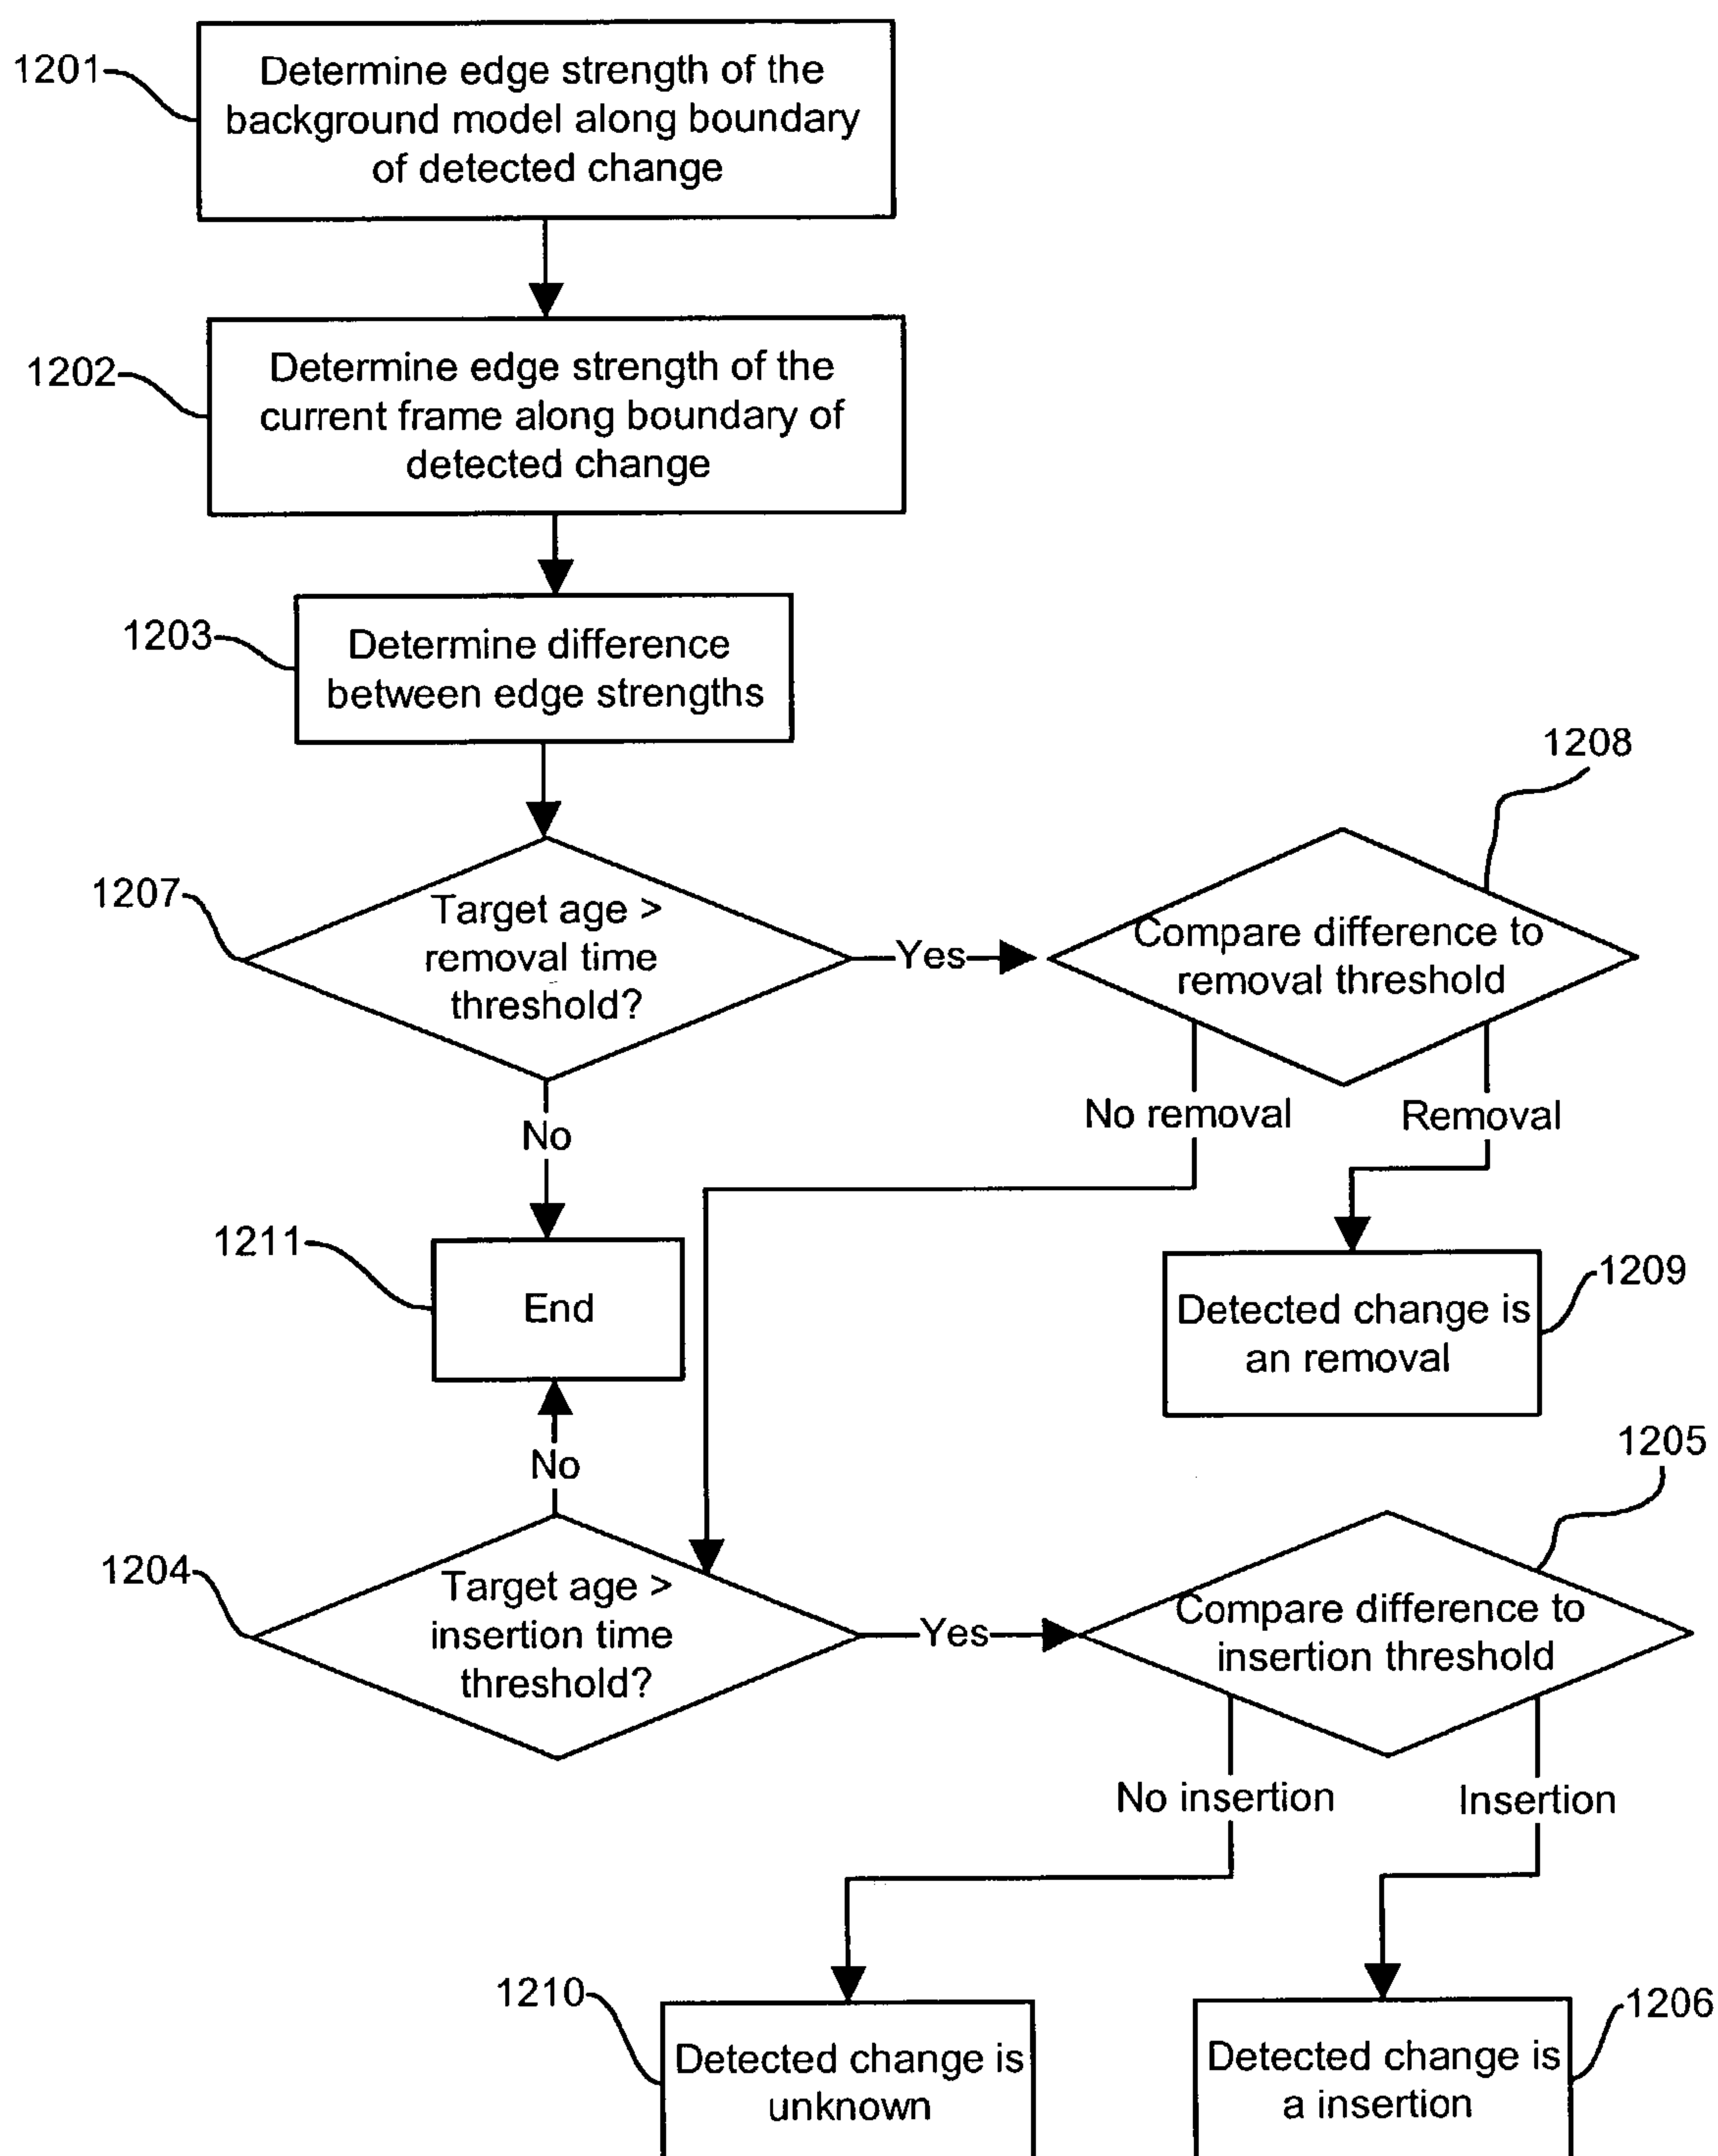 1201
Determine edge strength of the
background model along boundary
of detected change
1202
Determine edge strength of the
current frame along boundary of
detected change
1203
Determine difference
between edge strengths
1208
1207
Target age >
removal time
threshold?
Yes
Compare difference to
removal threshold
No
No removal
Removal
1211
End
1209
Detected change is
an removal
No
1205
1204
Target age >
insertion time
threshold?
Yes
Compare difference to
insertion threshold
No insertion
Insertion
1210
Detected change is
unknown
1206
Detected change is
a insertion